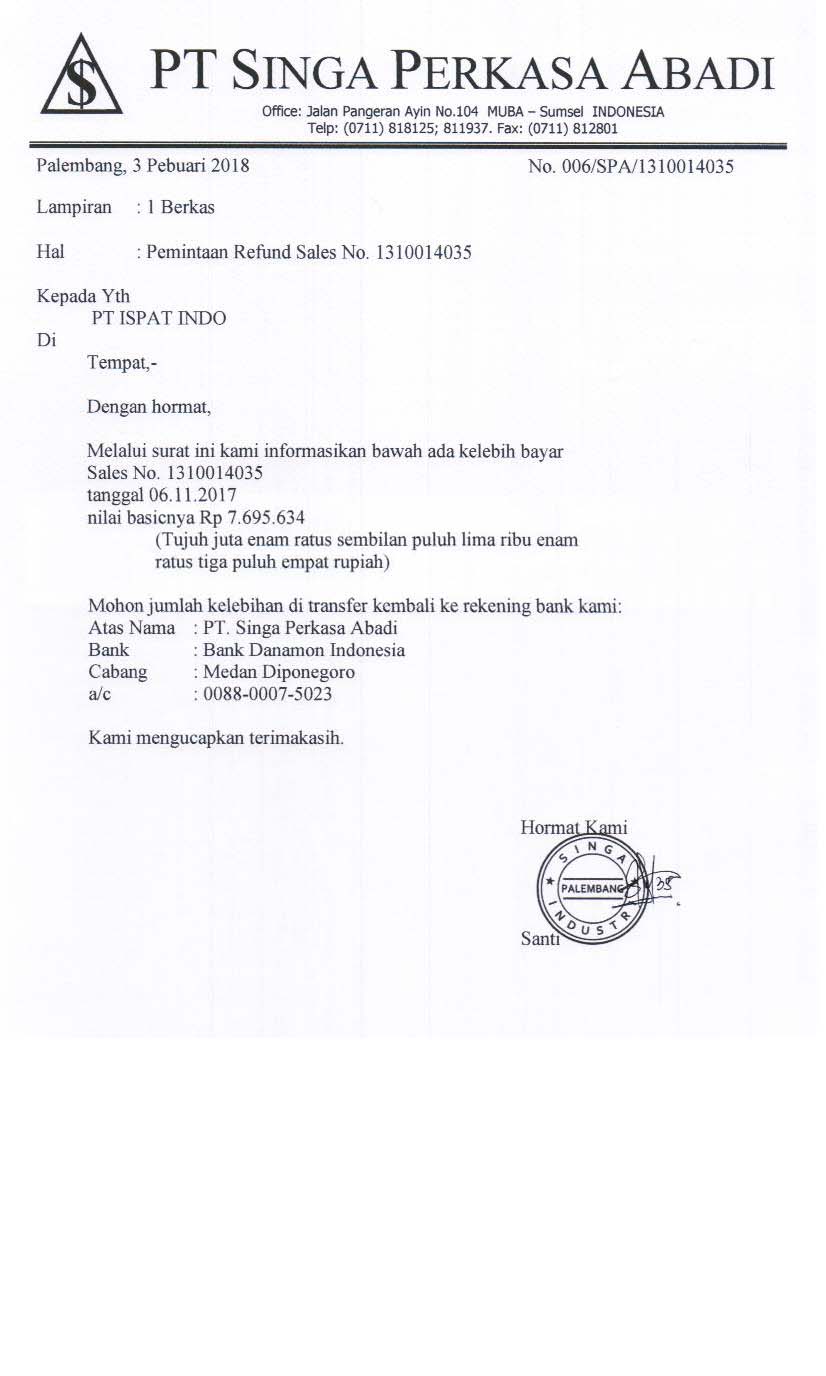 $
PT SINGA PERKASA ABADI
Office: Jalan Pangeran Ayin No.104 MUBA – Sumsel INDONESIA
Telp: (0711) 818125; 811937. Fax: (0711) 812801
Palembang, 3 Pebuari 2018 No. 006/SPA/1310014035
Lampiran : 1 Berkas
Hal : Pemintaan Refund Sales No. 1310014035
Kepada Yth
PT ISPAT INDO
Di
Tempat,-
Dengan hormat,
Melalui surat ini kami informasikan bawah ada kelebih bayar
Sales No. 1310014035
tanggal 06.11.2017
nilai basicnya Rp 7.695.634
(Tujuh juta enam ratus sembilan puluh lima ribu enam
ratus tiga puluh empat rupiah)
Mohon jumlah kelebihan di transfer kembali ke rekening bank kami:
Atas Nama : PT. Singa Perkasa Abadi
Bank : Bank Danamon Indonesia
Cabang : Medan Diponegoro
a/c : 0088-0007-5023
Kami mengucapkan terimakasih.
Hormat Kami
SINGA
PALEMBANG
INDUSTRI
Santi